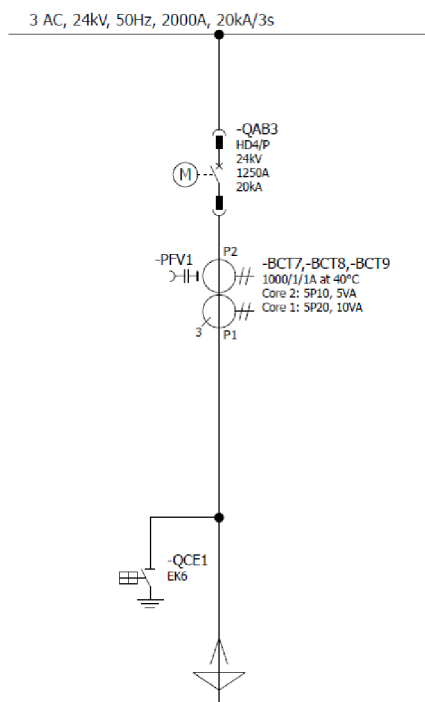 3 AC, 24kV, 50Hz, 2000A, 20kA/3s
-QAB3
HD4/P
24kV
1250A
20kA
M
P2
-PFV1
-BCT7,-BCT8,-BCT9
1000/1/1A at 40°C
Core 2: 5P10, 5VA
Core 1: 5P20, 10VA
3
P1
-QCE1
EK6